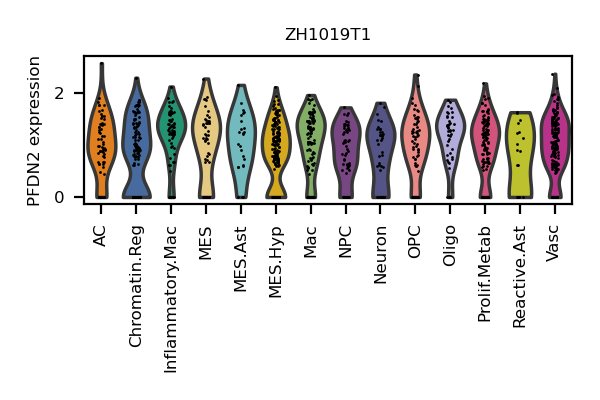 ZH1019T1
PFDN2 expression
2
0
AC
Chromatin.Reg
Inflammatory.Mac
MES
MES.Ast
MES.Hyp
Mac
NPC
Neuron
OPC
Oligo
Prolif.Metab
Reactive.Ast
Vasc